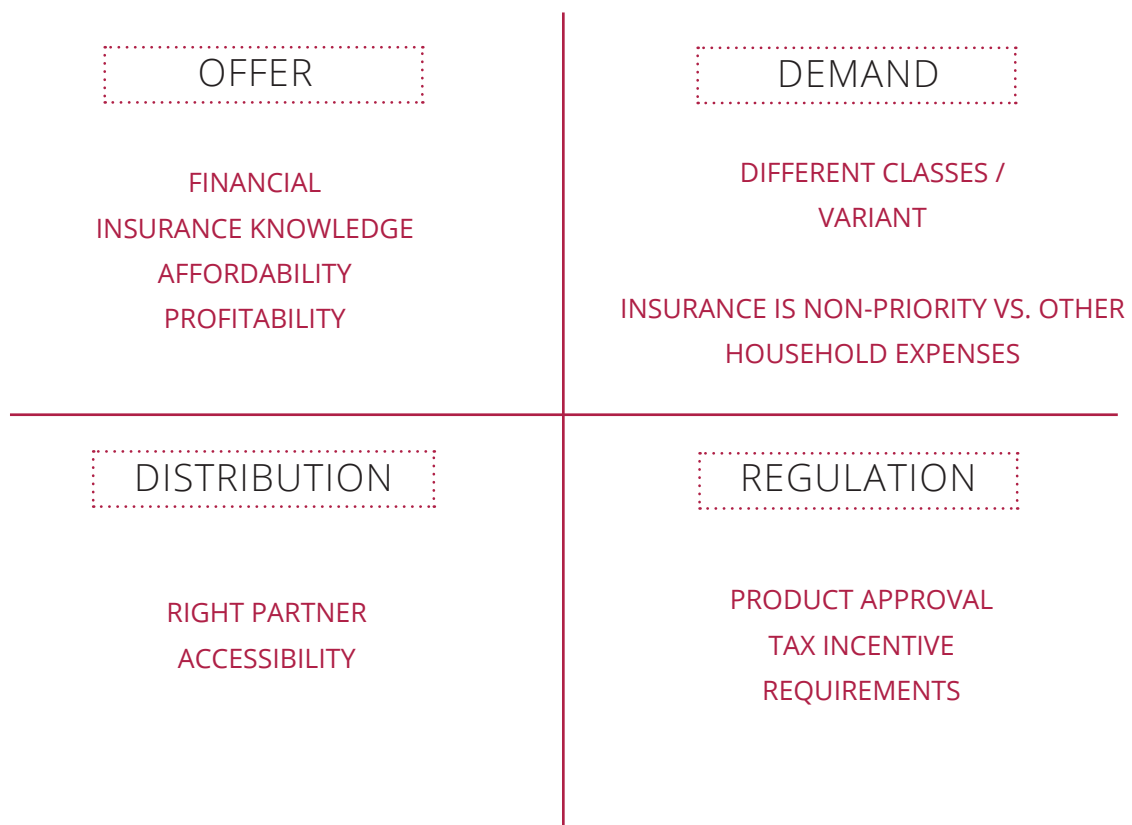 OFFER
FINANCIAL
INSURANCE KNOWLEDGE
AFFORDABILITY
PROFITABILITY
DEMAND
DIFFERENT CLASSES /
VARIANT
INSURANCE IS NON-PRIORITY VS. OTHER
HOUSEHOLD EXPENSES
DISTRIBUTION
RIGHT PARTNER
ACCESSIBILITY
REGULATION
PRODUCT APPROVAL
TAX INCENTIVE
REQUIREMENTS